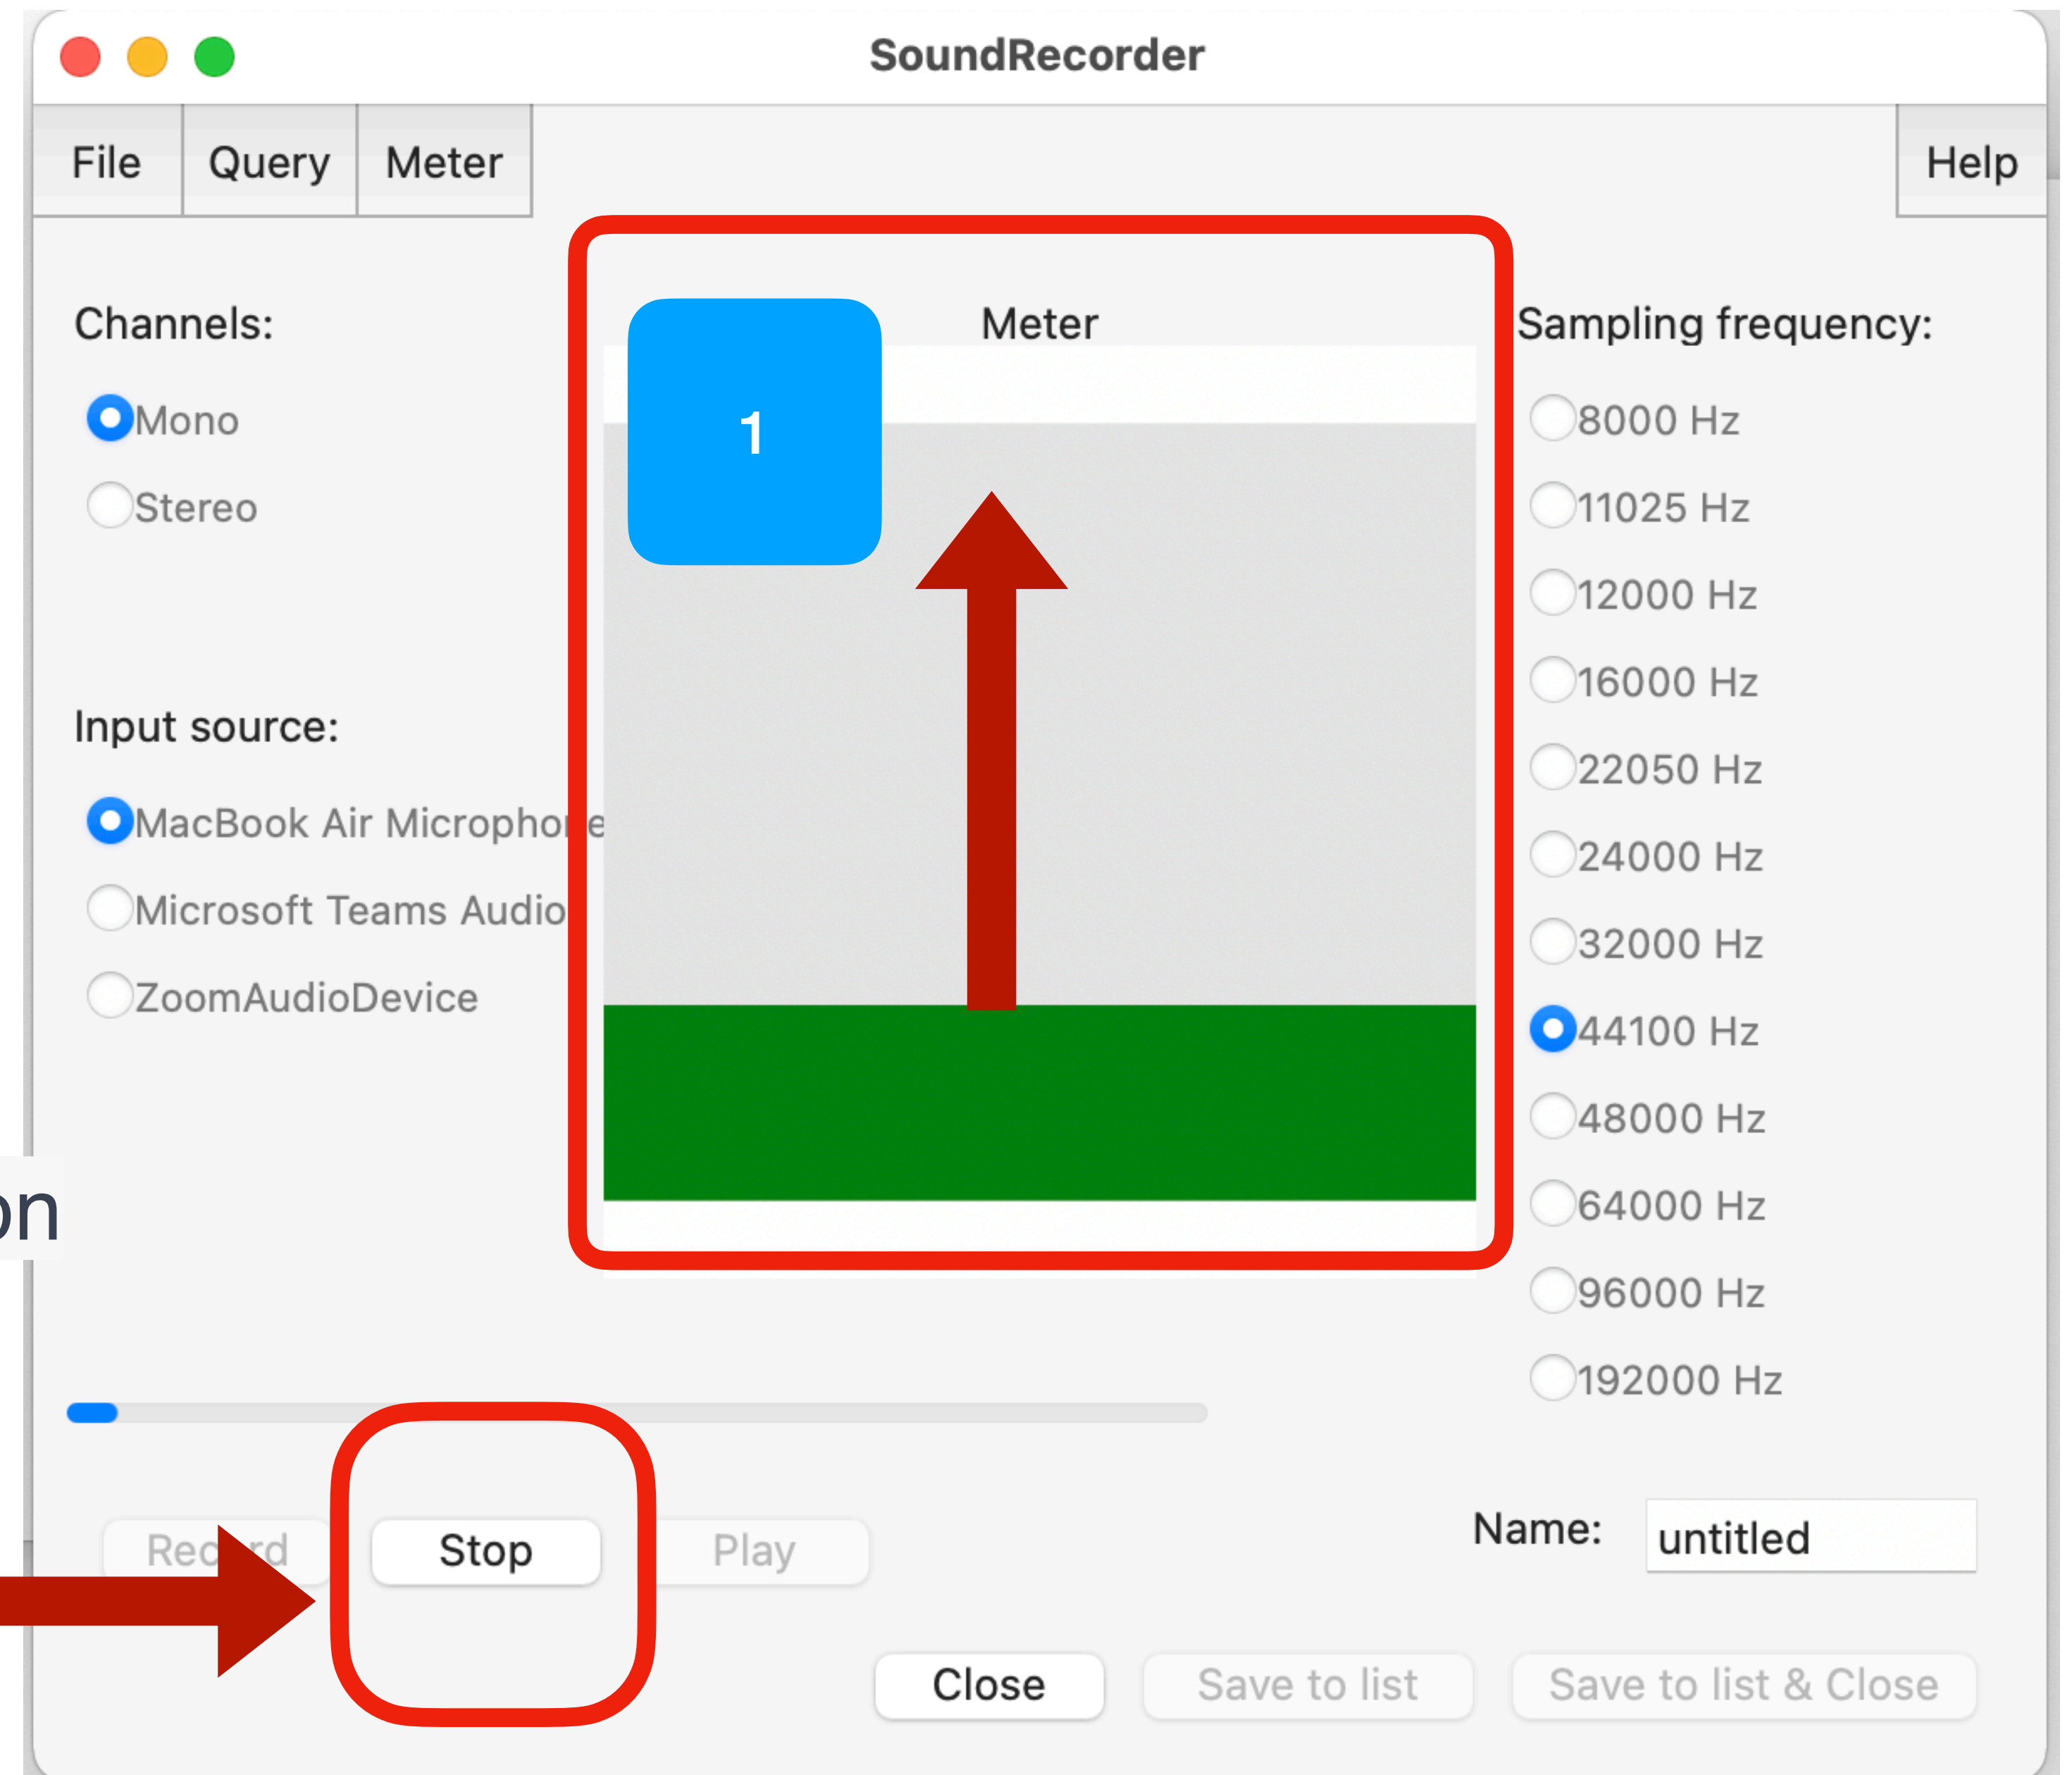 SoundRecorder
File Query Meter Help
Channels:
Mono
Stereo
Input source:
MacBook Air Microphone
Microsoft Teams Audio
ZoomAudioDevice
on
Meter
1
Sampling frequency:
8000 Hz
11025 Hz
12000 Hz
16000 Hz
22050 Hz
24000 Hz
32000 Hz
44100 Hz
48000 Hz
64000 Hz
96000 Hz
192000 Hz
Record Stop Play
Name: untitled
Close Save to list Save to list & Close